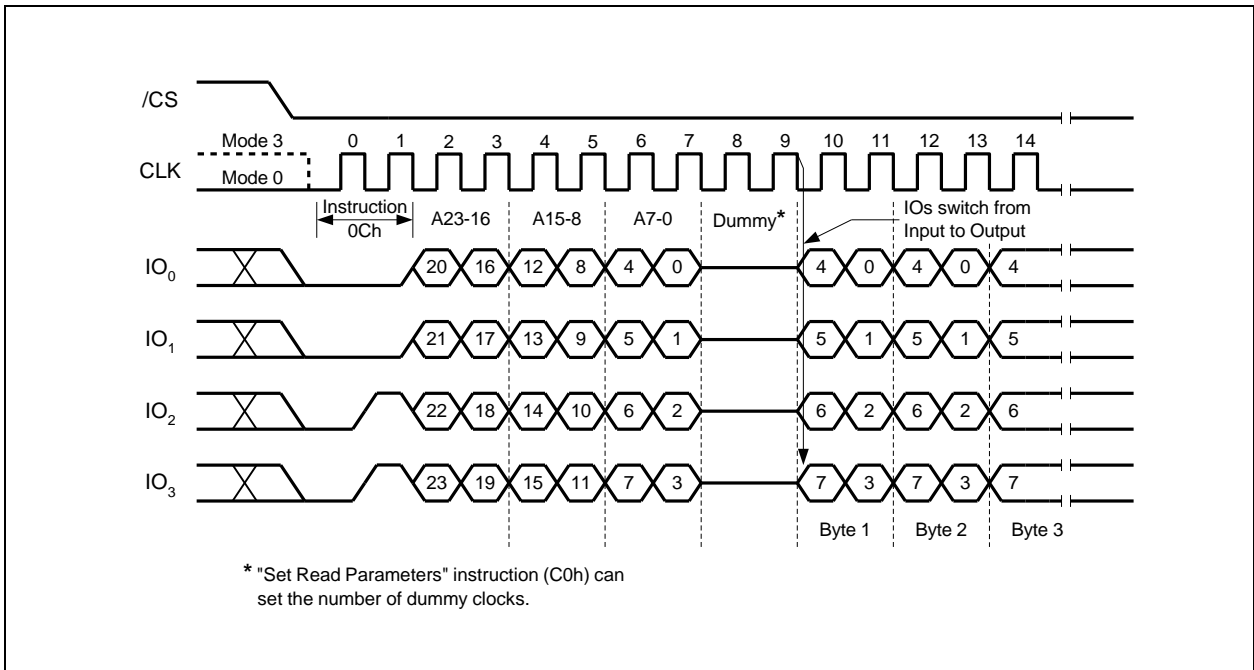 /CS
Mode 3 0 1 2 3 4 5 6 7 8 9 10 11 12 13 14
CLK
Mode 0
Instruction
0Ch
A23-16 A15-8 A7-0 Dummy*
IOs switch from
Input to Output
IO0 20 16 12 8 4 0 4 0 4 0 4
IO1 21 17 13 9 5 1 5 1 5 1 5
IO2 22 18 14 10 6 2 6 2 6 2 6
IO3 23 19 15 11 7 3 7 3 7 3 7
Byte 1 Byte 2 Byte 3
* "Set Read Parameters" instruction (C0h) can
set the number of dummy clocks.